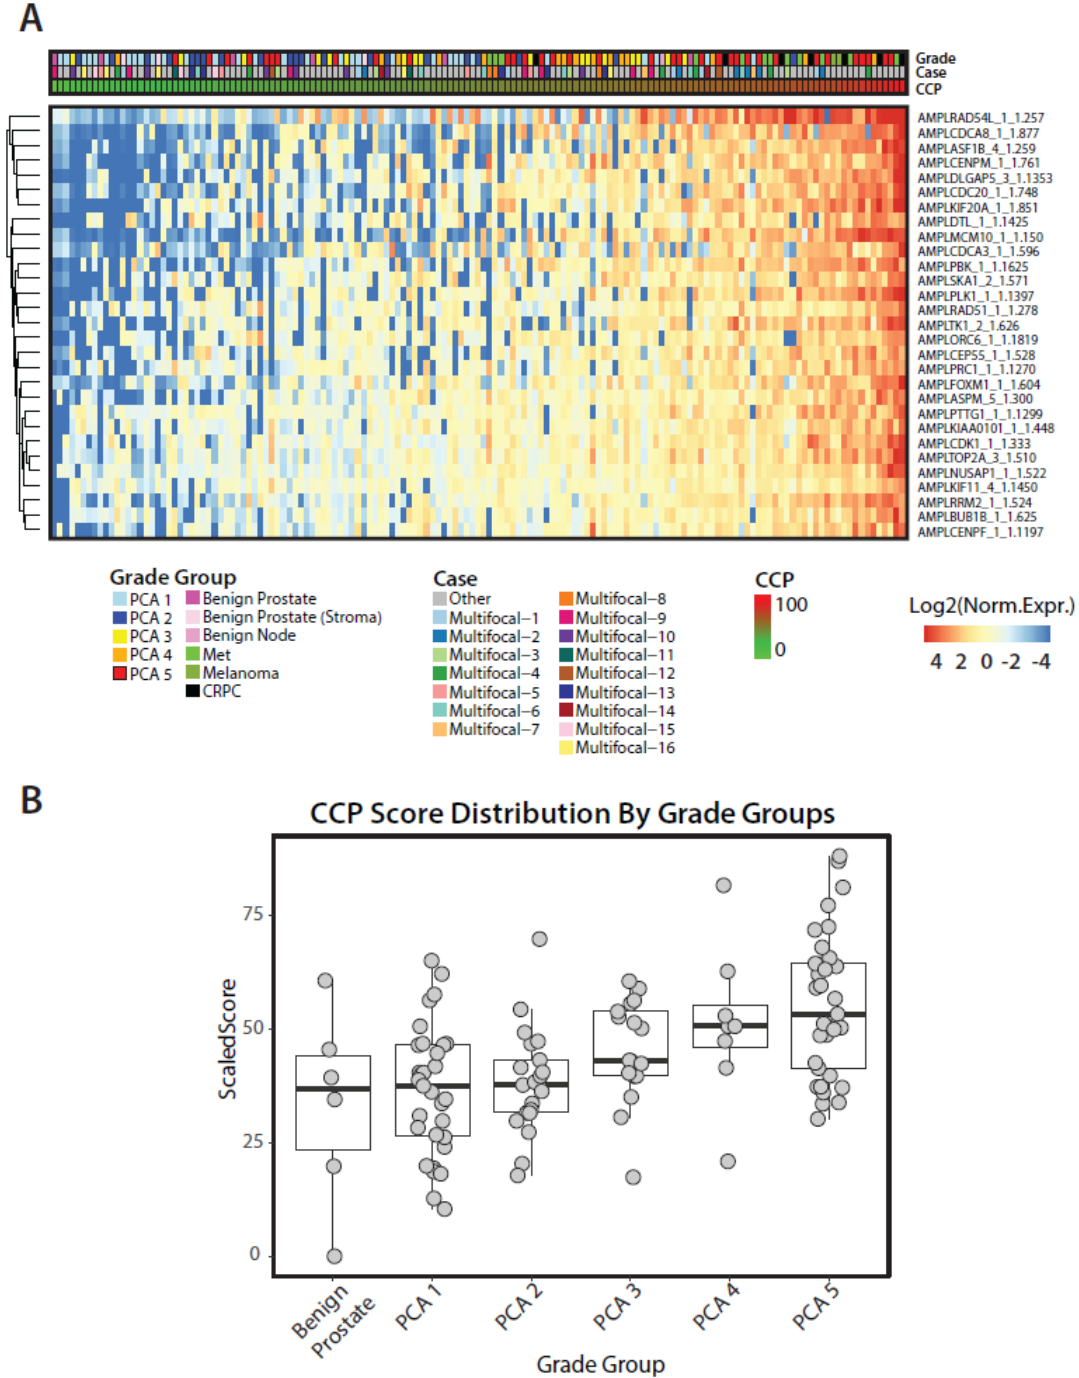 A
Grade
Case
CCP
AMPLRAD54L_1_1.257
AMPLCDCA8_1_1.877
AMPLASF1B_4_1.259
AMPLCENPM_1_1.761
AMPLDLGAP5_3_1.1353
AMPLCDC20_1_1.748
AMPLKIF20A_1_1.851
AMPLDTL_1_1.1425
AMPLMCM10_1_1.150
AMPLCDCA3_1_1.596
AMPLPBK_1_1.1625
AMPLSKA1_2_1.571
AMPLPLK1_1_1.1397
AMPLRAD51_1_1.278
AMPLTK1_2_1.626
AMPLORC6_1_1.1819
AMPLCEP55_1_1.528
AMPLPRC1_1_1.1270
AMPLFOXM1_1_1.604
AMPLASPM_5_1.300
AMPLPTTG1_1_1.1299
AMPLKIAA0101_1_1.448
AMPLCDK1_1_1.333
AMPLTOP2A_3_1.510
AMPLNUSAP1_1_1.522
AMPLKIF11_4_1.1450
AMPLRRM2_1_1.524
AMPLBUB1B_1_1.625
AMPLCENPF_1_1.1197
Grade Group
PCA 1
PCA 2
PCA 3
PCA 4
PCA 5
Benign Prostate
Benign Prostate (Stroma)
Benign Node
Met
Melanoma
CRPC
Case
Other
Multifocal-1
Multifocal-2
Multifocal-3
Multifocal-4
Multifocal-5
Multifocal-6
Multifocal-7
Multifocal-8
Multifocal-9
Multifocal-10
Multifocal-11
Multifocal-12
Multifocal-13
Multifocal-14
Multifocal-15
Multifocal-16
CCP
100
0
Log2(Norm.Expr.)
4 2 0 -2 -4
B
CCP Score Distribution By Grade Groups
ScaledScore
75
50
25
0
Benign
Prostate
PCA 1
PCA 2
PCA 3
PCA 4
PCA 5
Grade Group